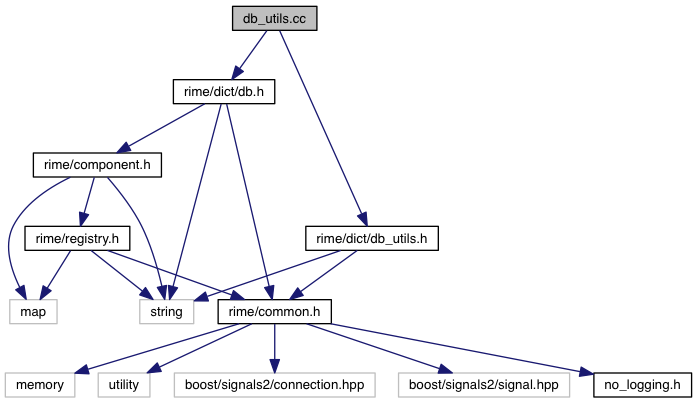 db_utils.cc
rime/dict/db.h
rime/component.h
rime/registry.h
rime/dict/db_utils.h
map
string
rime/common.h
memory
utility
boost/signals2/connection.hpp
boost/signals2/signal.hpp
no_logging.h